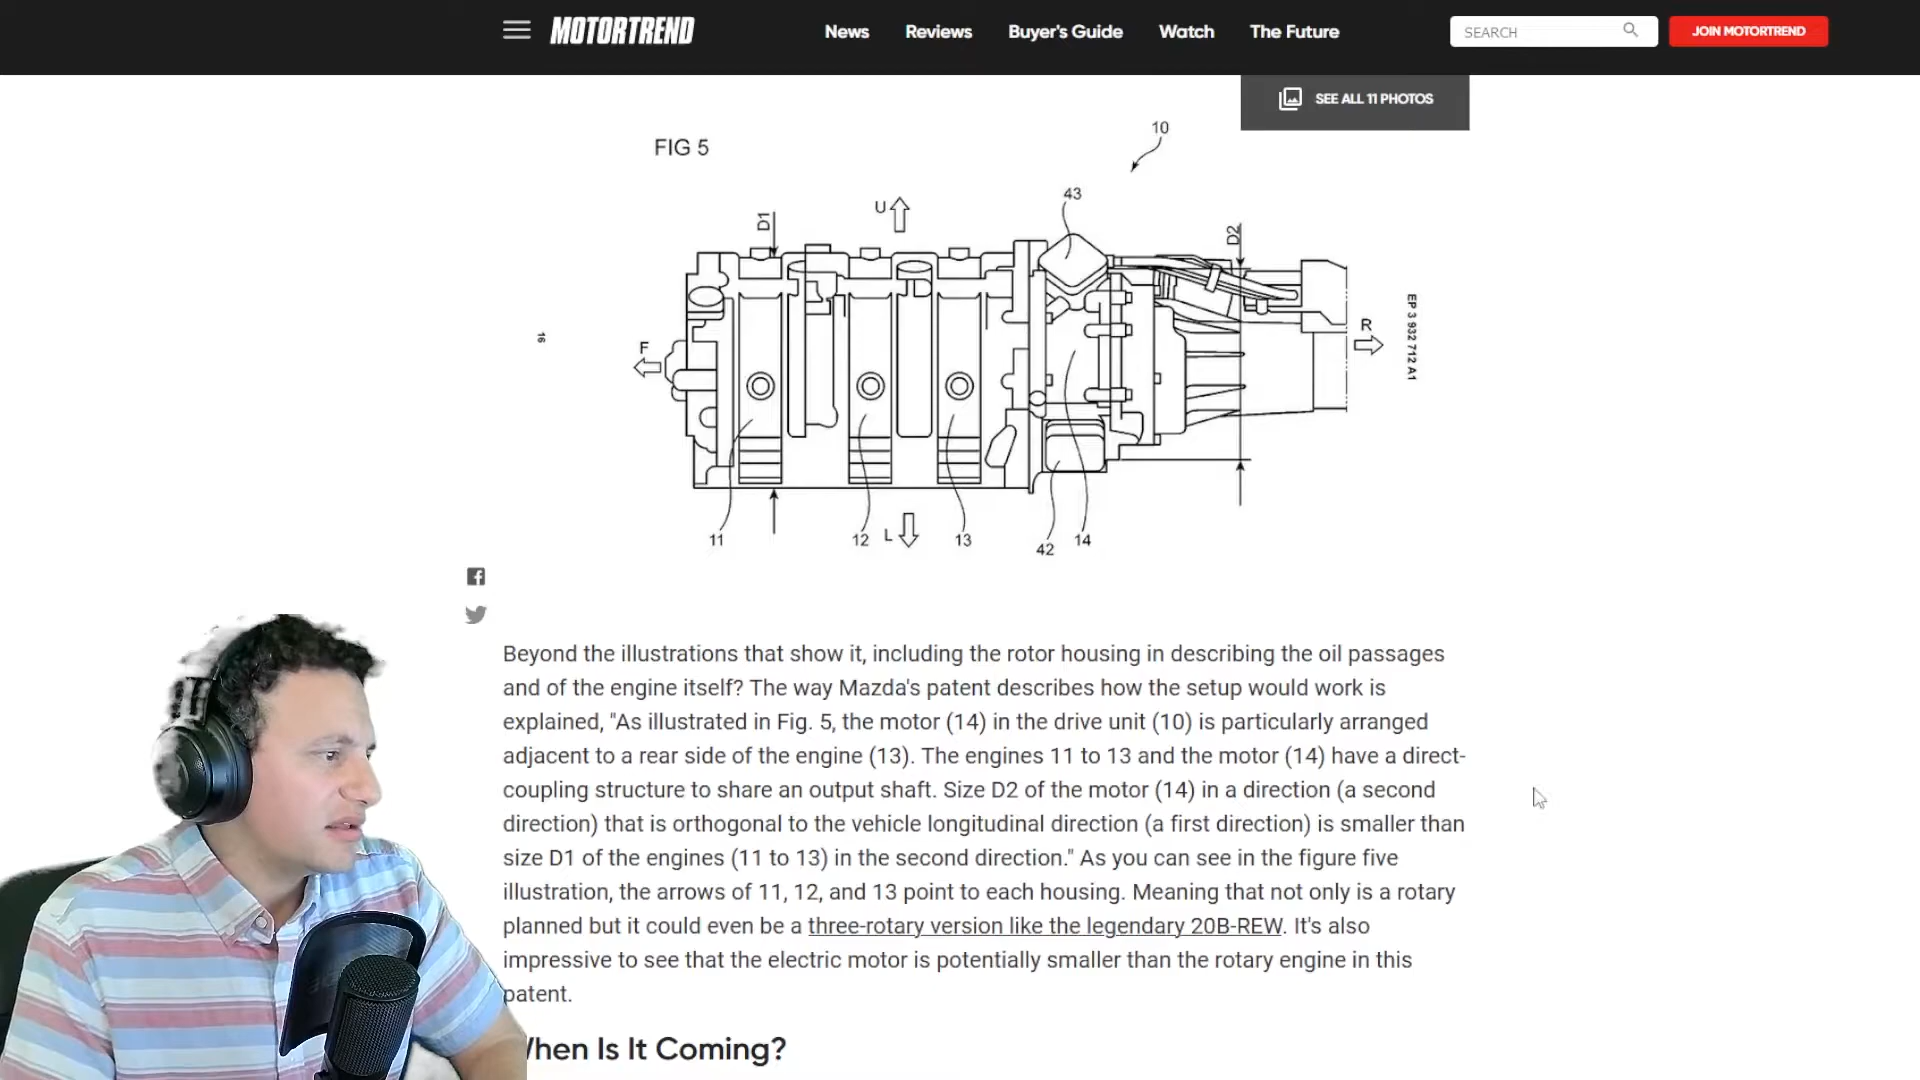 MOTORTREND
News Reviews Buyer's Guide Watch The Future
SEARCH
JOIN MOTORTREND
SEE ALL 11 PHOTOS
FIG 5
10
43
U
D1
D2
16
F
R
EP 3 932 712 A1
11
12
L
13
42
14
Beyond the illustrations that show it, including the rotor housing in describing the oil passages
and of the engine itself? The way Mazda's patent describes how the setup would work is
explained, "As illustrated in Fig. 5, the motor (14) in the drive unit (10) is particularly arranged
adjacent to a rear side of the engine (13). The engines 11 to 13 and the motor (14) have a direct-
coupling structure to share an output shaft. Size D2 of the motor (14) in a direction (a second
direction) that is orthogonal to the vehicle longitudinal direction (a first direction) is smaller than
size D1 of the engines (11 to 13) in the second direction." As you can see in the figure five
illustration, the arrows of 11, 12, and 13 point to each housing. Meaning that not only is a rotary
planned but it could even be a three-rotary version like the legendary 20B-REW. It's also
impressive to see that the electric motor is potentially smaller than the rotary engine in this
patent.
When Is It Coming?